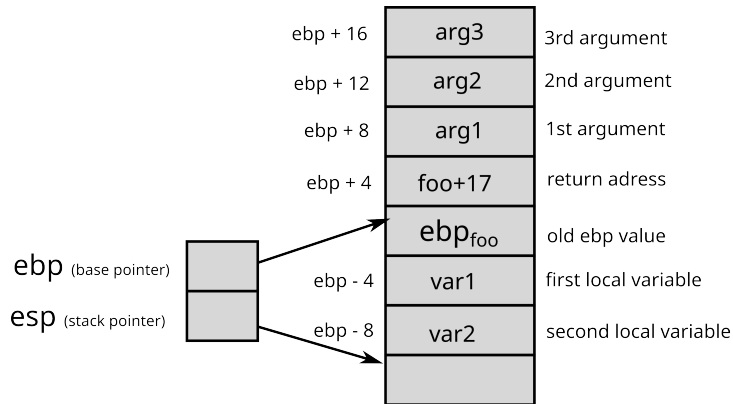 ebp + 16 arg3 3rd argument
ebp + 12 arg2 2nd argument
ebp + 8 arg1 1st argument
ebp + 4 foo+17 return adress
ebpfoo old ebp value
ebp (base pointer)
ebp - 4 var1 first local variable
esp (stack pointer)
ebp - 8 var2 second local variable